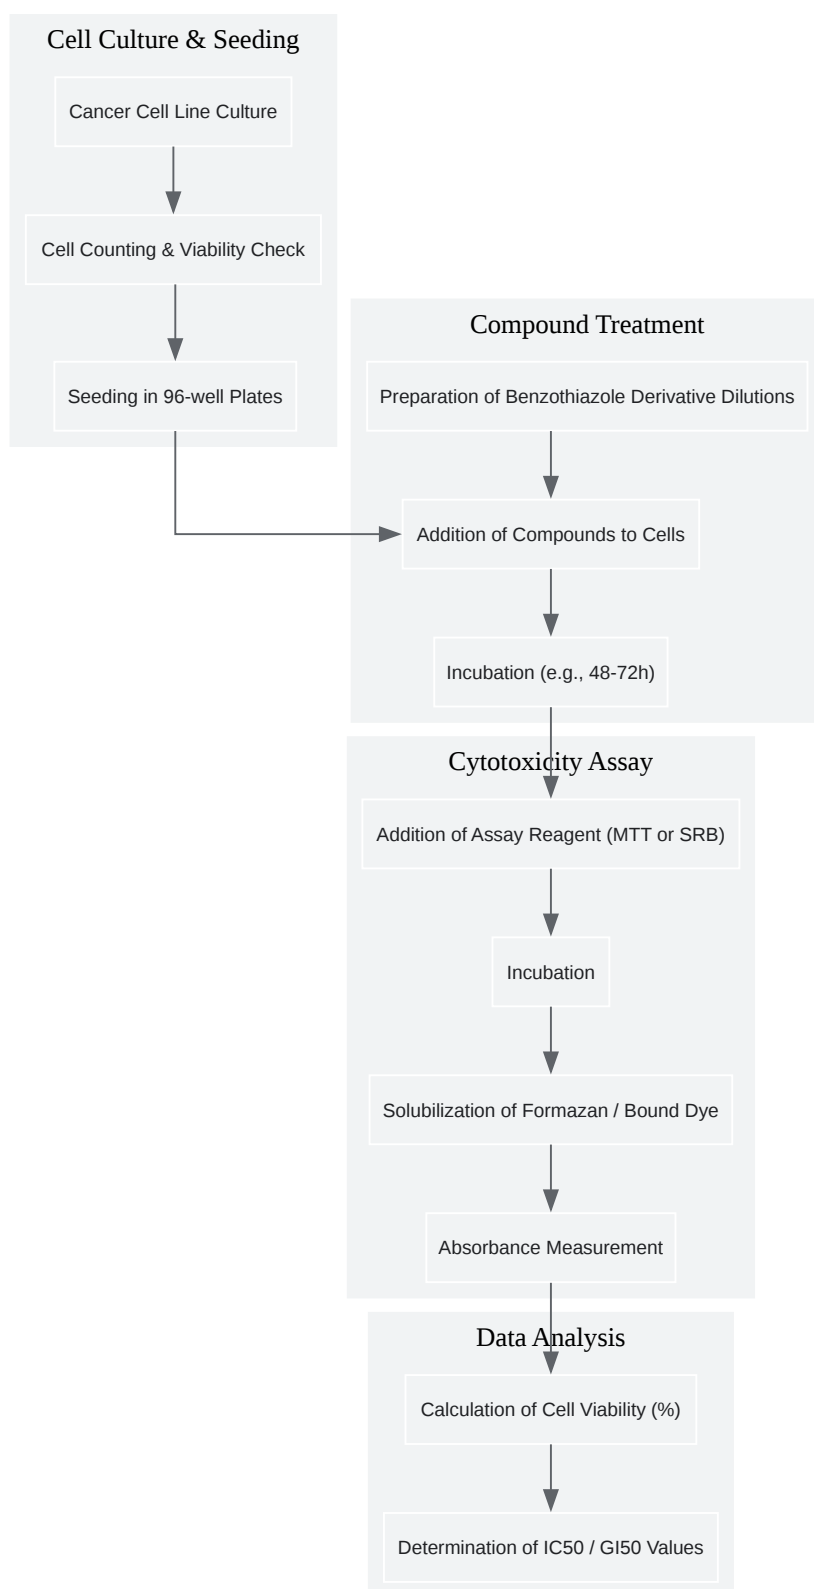 Cell Culture & Seeding
Cancer Cell Line Culture
Cell Counting & Viability Check
Seeding in 96-well Plates
Compound Treatment
Preparation of Benzothiazole Derivative Dilutions
Addition of Compounds to Cells
Incubation (e.g., 48-72h)
Cytotoxicity Assay
Addition of Assay Reagent (MTT or SRB)
Incubation
Solubilization of Formazan / Bound Dye
Absorbance Measurement
Data Analysis
Calculation of Cell Viability (%)
Determination of IC50 / GI50 Values